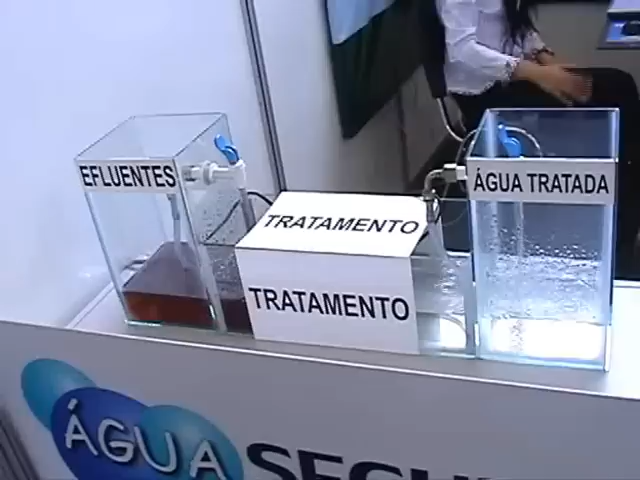 EFLUENTES
ÁGUA TRATADA
TRATAMENTO
TRATAMENTO
ÁGUA